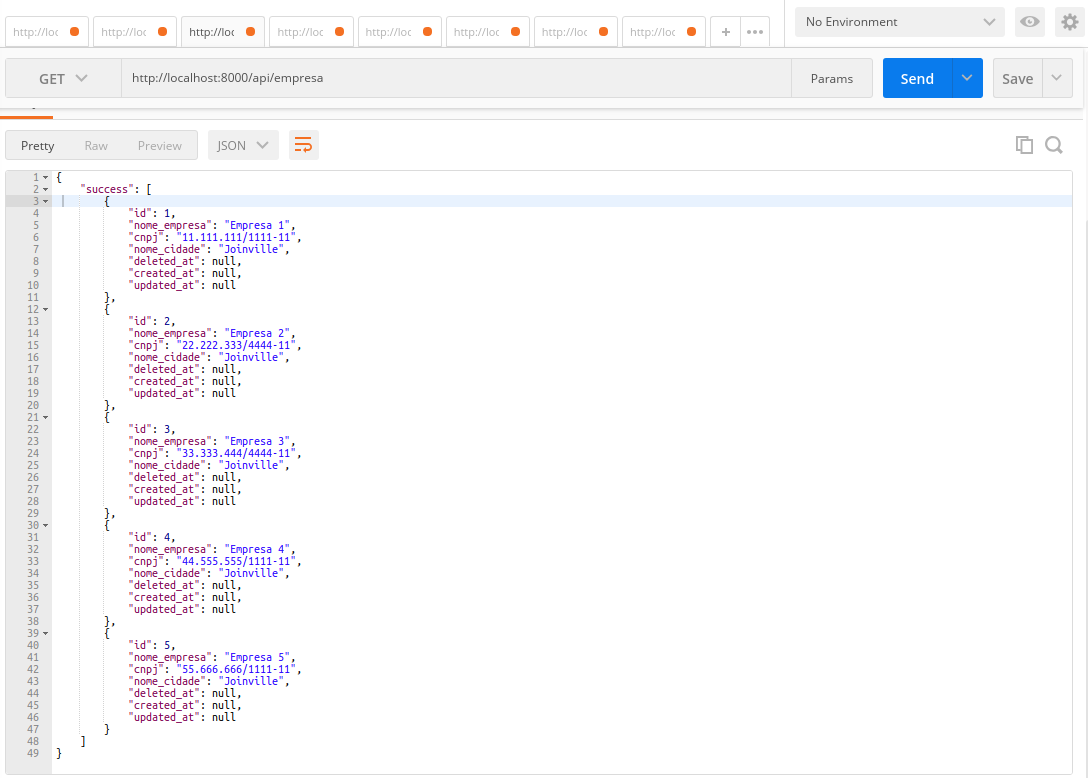 http://loc http://loc http://loc http://loc http://loc http://loc http://loc http://loc + ••• No Environment
GET http://localhost:8000/api/empresa Params Send Save
Pretty Raw Preview JSON
1 {
2 "success": [
3 {
4 "id": 1,
5 "nome_empresa": "Empresa 1",
6 "cnpj": "11.111.111/1111-11",
7 "nome_cidade": "Joinville",
8 "deleted_at": null,
9 "created_at": null,
10 "updated_at": null
11 },
12 {
13 "id": 2,
14 "nome_empresa": "Empresa 2",
15 "cnpj": "22.222.333/4444-11",
16 "nome_cidade": "Joinville",
17 "deleted_at": null,
18 "created_at": null,
19 "updated_at": null
20 },
21 {
22 "id": 3,
23 "nome_empresa": "Empresa 3",
24 "cnpj": "33.333.444/4444-11",
25 "nome_cidade": "Joinville",
26 "deleted_at": null,
27 "created_at": null,
28 "updated_at": null
29 },
30 {
31 "id": 4,
32 "nome_empresa": "Empresa 4",
33 "cnpj": "44.555.555/1111-11",
34 "nome_cidade": "Joinville",
35 "deleted_at": null,
36 "created_at": null,
37 "updated_at": null
38 },
39 {
40 "id": 5,
41 "nome_empresa": "Empresa 5",
42 "cnpj": "55.666.666/1111-11",
43 "nome_cidade": "Joinville",
44 "deleted_at": null,
45 "created_at": null,
46 "updated_at": null
47 }
48 ]
49 }